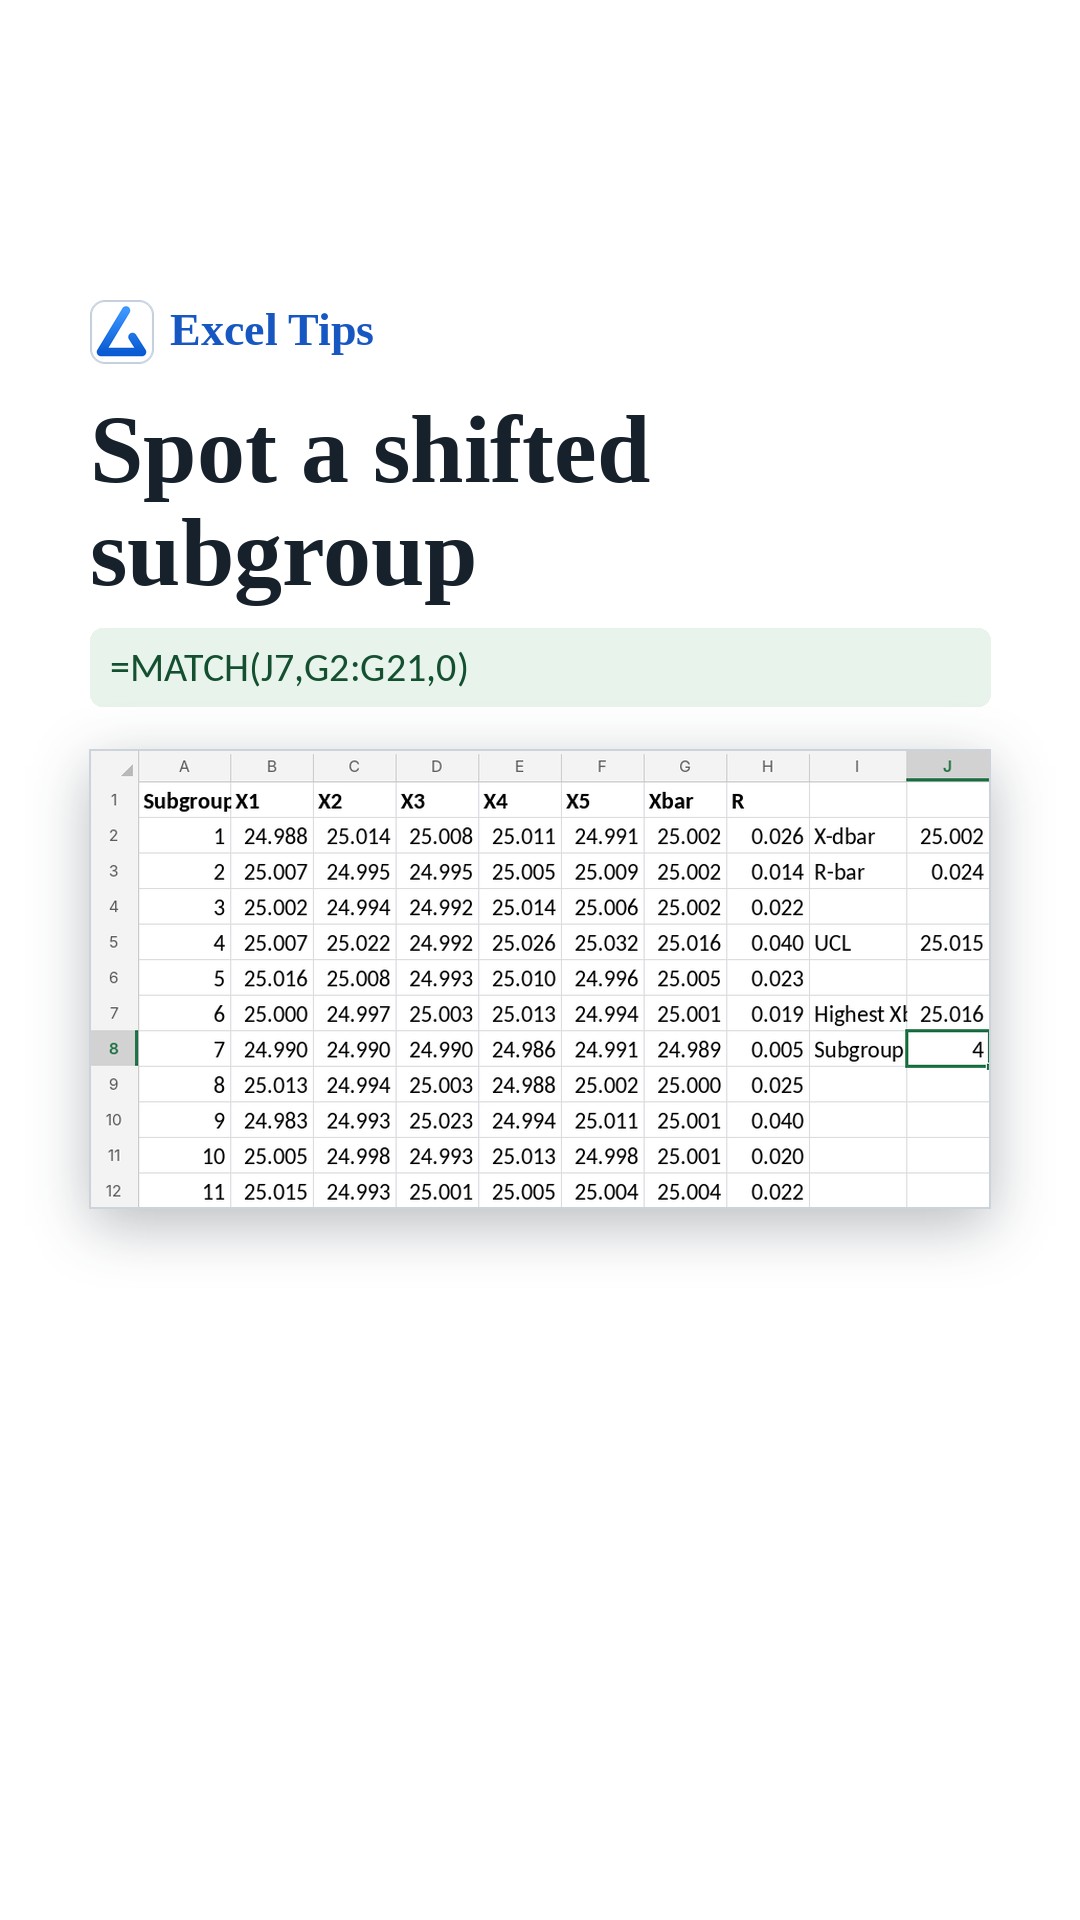 Excel Tips
Spot a shifted
subgroup
=MATCH(J7,G2:G21,0)
A B C D E F G H I J
1 Subgroup X1 X2 X3 X4 X5 Xbar R
2 1 24.988 25.014 25.008 25.011 24.991 25.002 0.026 X-dbar 25.002
3 2 25.007 24.995 24.995 25.005 25.009 25.002 0.014 R-bar 0.024
4 3 25.002 24.994 24.992 25.014 25.006 25.002 0.022
5 4 25.007 25.022 24.992 25.026 25.032 25.016 0.040 UCL 25.015
6 5 25.016 25.008 24.993 25.010 24.996 25.005 0.023
7 6 25.000 24.997 25.003 25.013 24.994 25.001 0.019 Highest 25.016
8 7 24.990 24.990 24.990 24.986 24.991 24.989 0.005 Subgroup 4
9 8 25.013 24.994 25.003 24.988 25.002 25.000 0.025
10 9 24.983 24.993 25.023 24.994 25.011 25.001 0.040
11 10 25.005 24.998 24.993 25.013 24.998 25.001 0.020
12 11 25.015 24.993 25.001 25.005 25.004 25.004 0.022